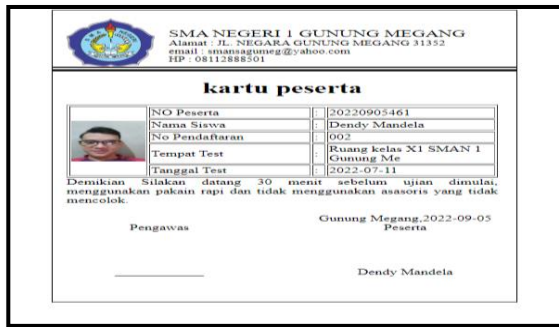 SMA NEGERI 1 GUNUNG MEGANG
Alamat : JL. NEGARA GUNUNG MEGANG 31352
email : smansagumeg@yahoo.com
HP : 08112888501
kartu peserta
NO Peserta : 20220905461
Nama Siswa : Dendy Mandela
No Pendaftaran : 002
Tempat Test : Ruang kelas X1 SMAN 1
Gunung Me
Tanggal Test : 2022-07-11
Demikian Silakan datang 30 menit sebelum ujian dimulai,
menggunakan pakain rapi dan tidak menggunakan asasoris yang tidak
mencolok.
Gunung Megang,2022-09-05
Pengawas Peserta
Dendy Mandela